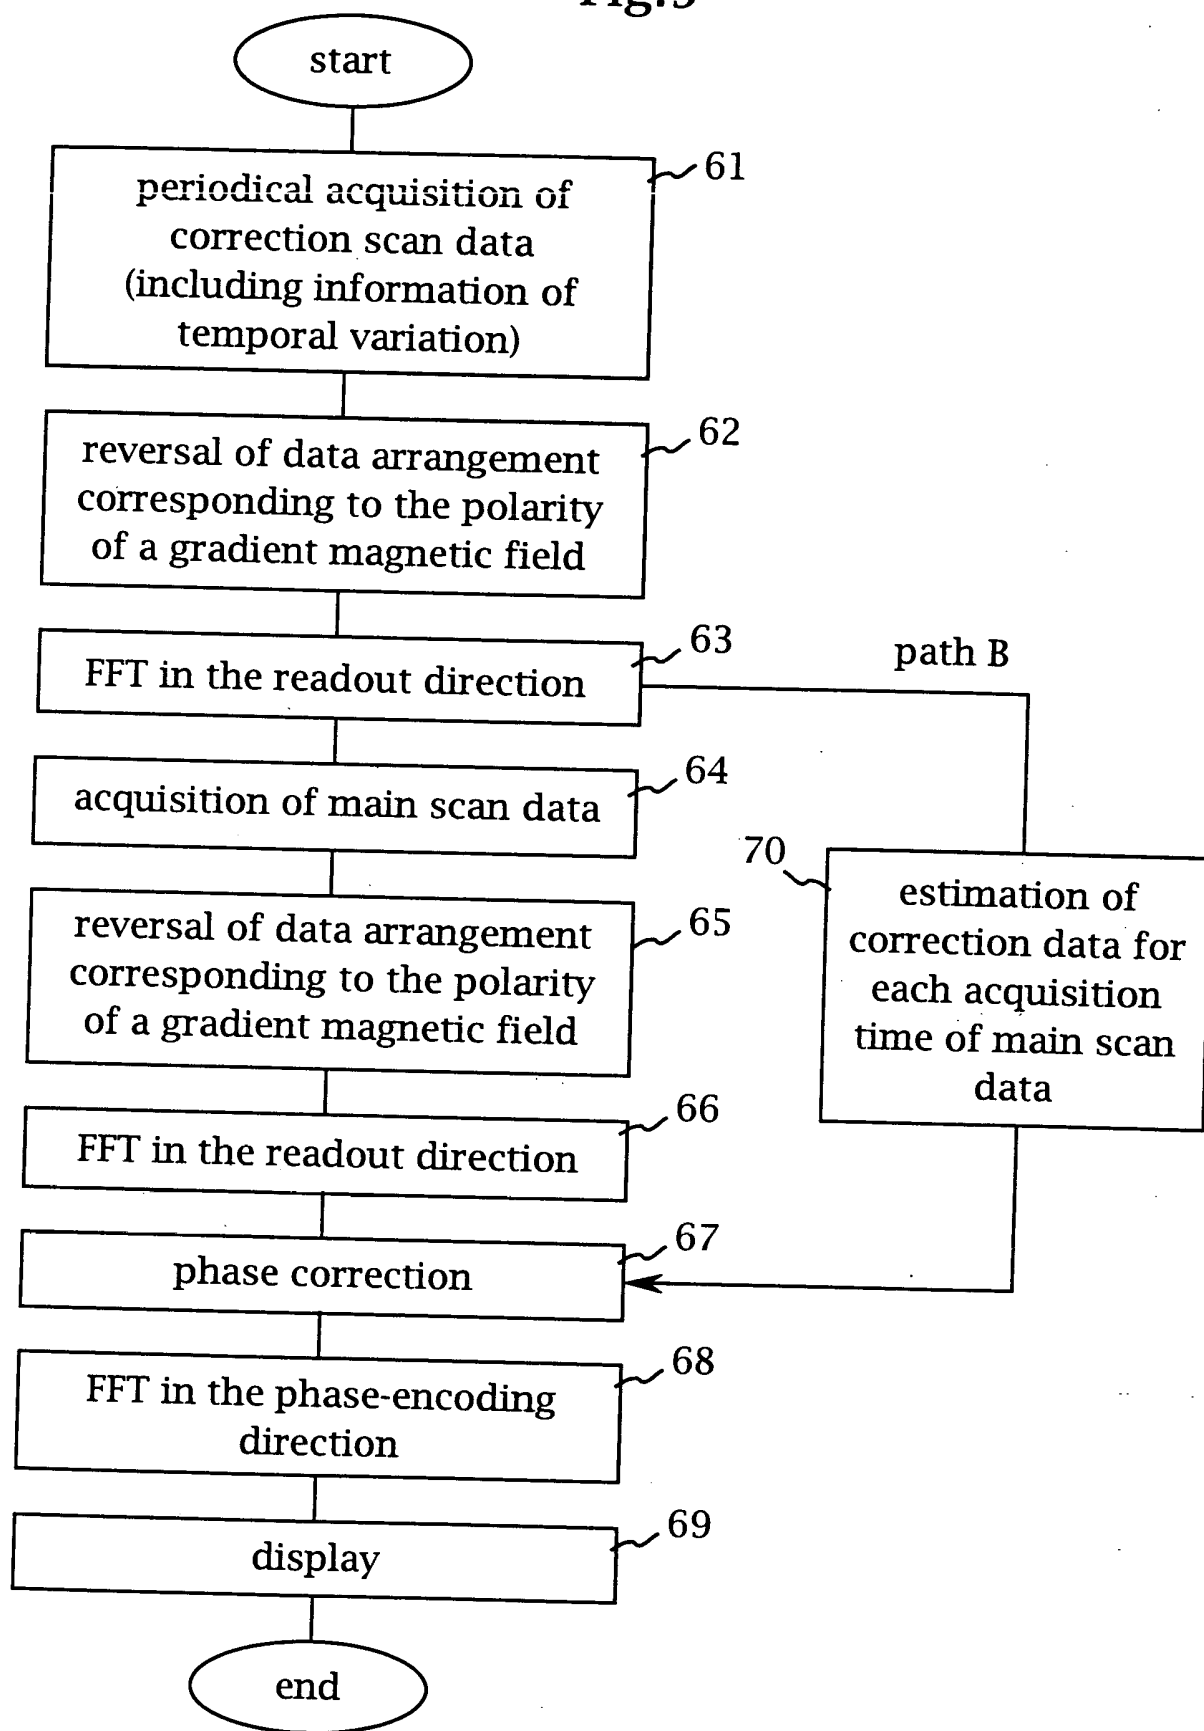 start
61
periodical acquisition of
correction scan data
(including information of
temporal variation)
62
reversal of data arrangement
corresponding to the polarity
of a gradient magnetic field
63
FFT in the readout direction
path B
64
acquisition of main scan data
70
estimation of
correction data for
each acquisition
time of main scan
data
65
reversal of data arrangement
corresponding to the polarity
of a gradient magnetic field
66
FFT in the readout direction
67
phase correction
68
FFT in the phase-encoding
direction
69
display
end